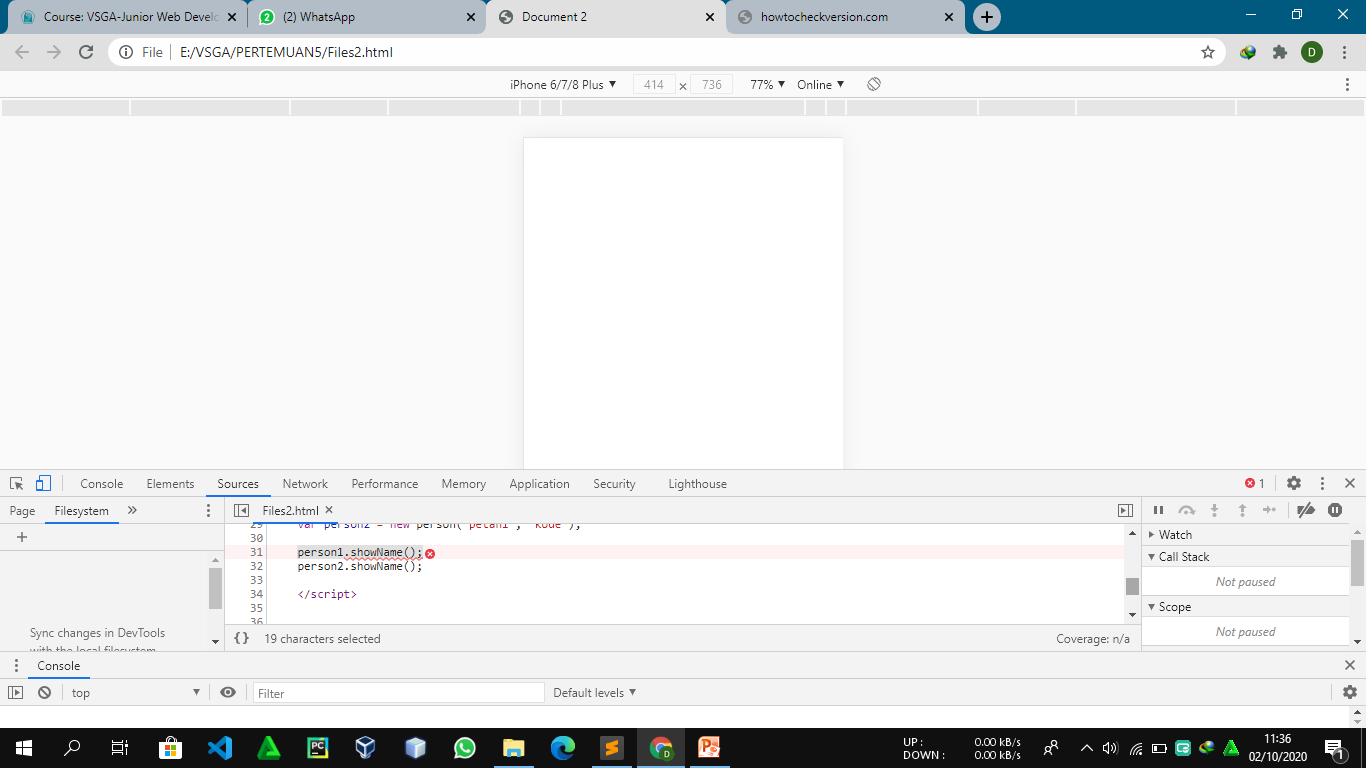 Course: VSGA-Junior Web Develo
(2) WhatsApp
Document 2
howtocheckversion.com
File
E:/VSGA/PERTEMUAN5/Files2.html
D
iPhone 6/7/8 Plus
414 × 736
77%
Online
Console Elements Sources Network Performance Memory Application Security Lighthouse
1
Page Filesystem
Files2.html
29 var person2 = new person('petani', 'kode');
30
31 person1.showName();
32 person2.showName();
33
34 </script>
35
36
Sync changes in DevTools
with the local filesystem
{} 19 characters selected
Coverage: n/a
Watch
Call Stack
Not paused
Scope
Not paused
Console
top
Filter
Default levels
UP : 0.00 kB/s
DOWN : 0.00 kB/s
11:36
02/10/2020
1